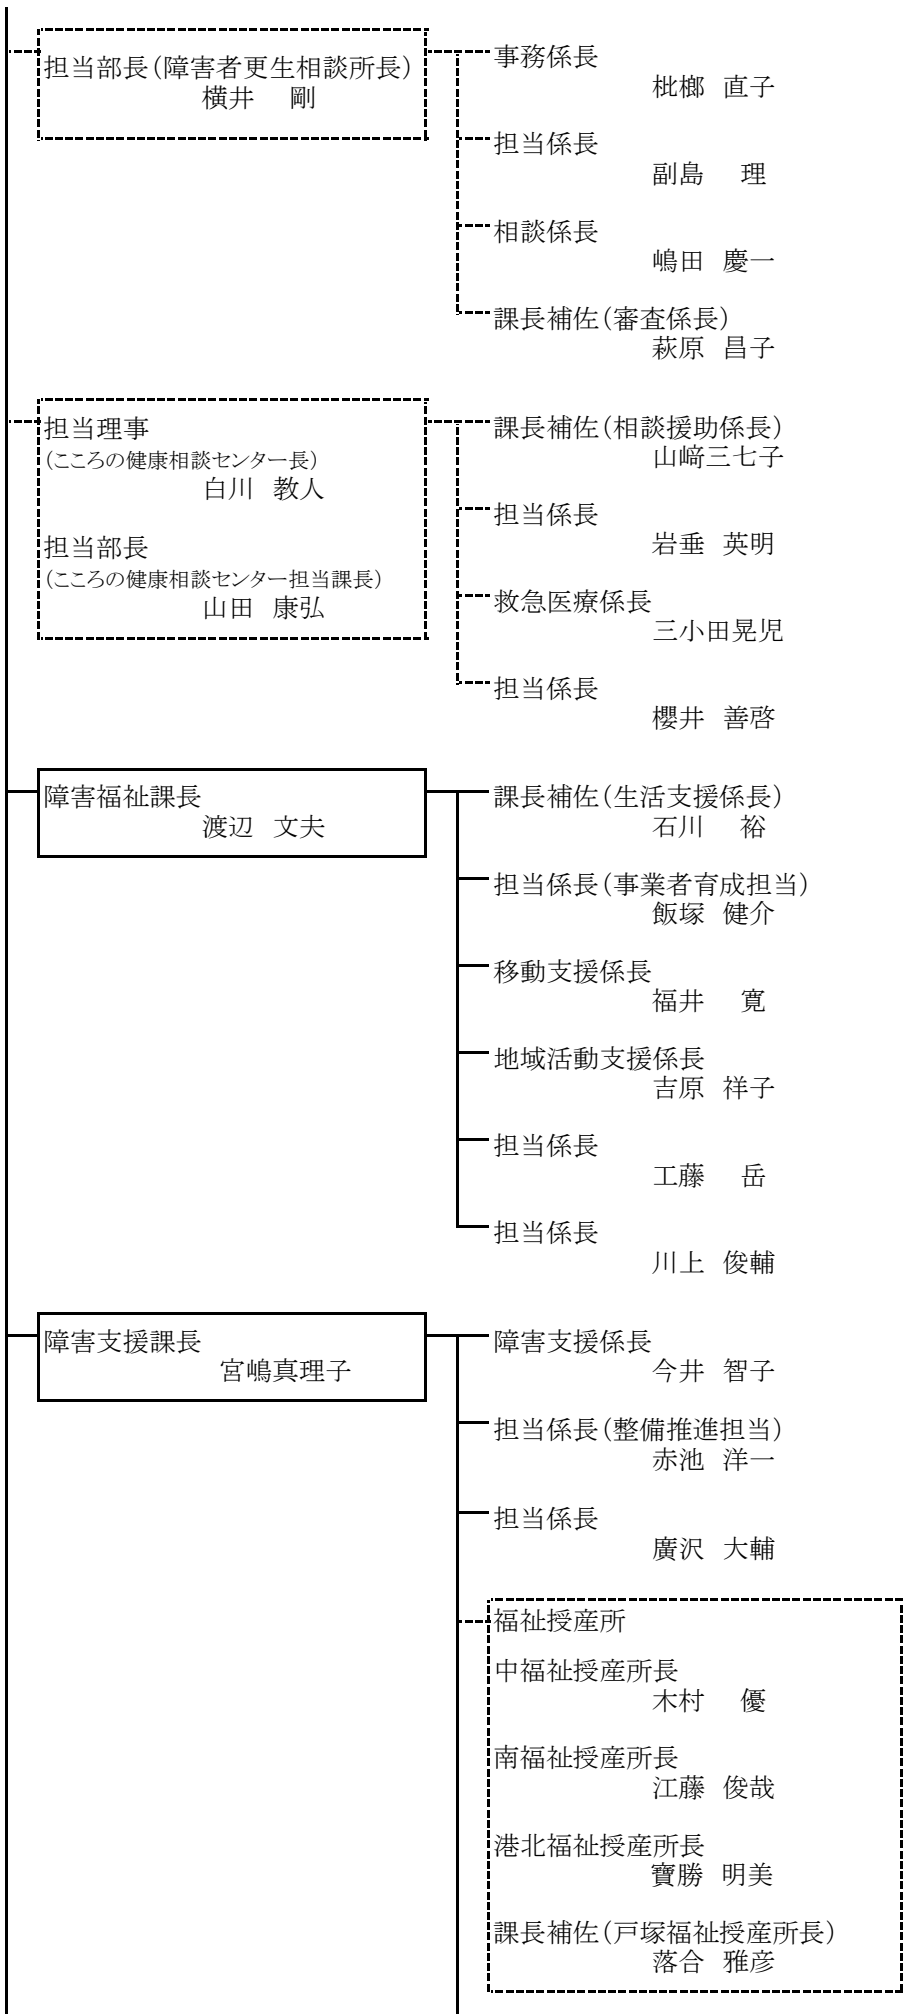 担当部長（障害者更生相談所長）
横井　剛
事務係長
枇榔 直子
担当係長
副島　理
相談係長
嶋田 慶一
課長補佐（審査係長）
萩原 昌子
担当理事
（こころの健康相談センター長）
白川 教人
担当部長
（こころの健康相談センター担当課長）
山田 康弘
課長補佐（相談援助係長）
山﨑三七子
担当係長
岩垂 英明
救急医療係長
三小田晃児
担当係長
櫻井 善啓
障害福祉課長
渡辺 文夫
課長補佐（生活支援係長）
石川　裕
担当係長（事業者育成担当）
飯塚 健介
移動支援係長
福井　寛
地域活動支援係長
吉原 祥子
担当係長
工藤　岳
担当係長
川上 俊輔
障害支援課長
宮嶋真理子
障害支援係長
今井 智子
担当係長（整備推進担当）
赤池 洋一
担当係長
廣沢 大輔
福祉授産所
中福祉授産所長
木村　優
南福祉授産所長
江藤 俊哉
港北福祉授産所長
寶勝 明美
課長補佐（戸塚福祉授産所長）
落合 雅彦